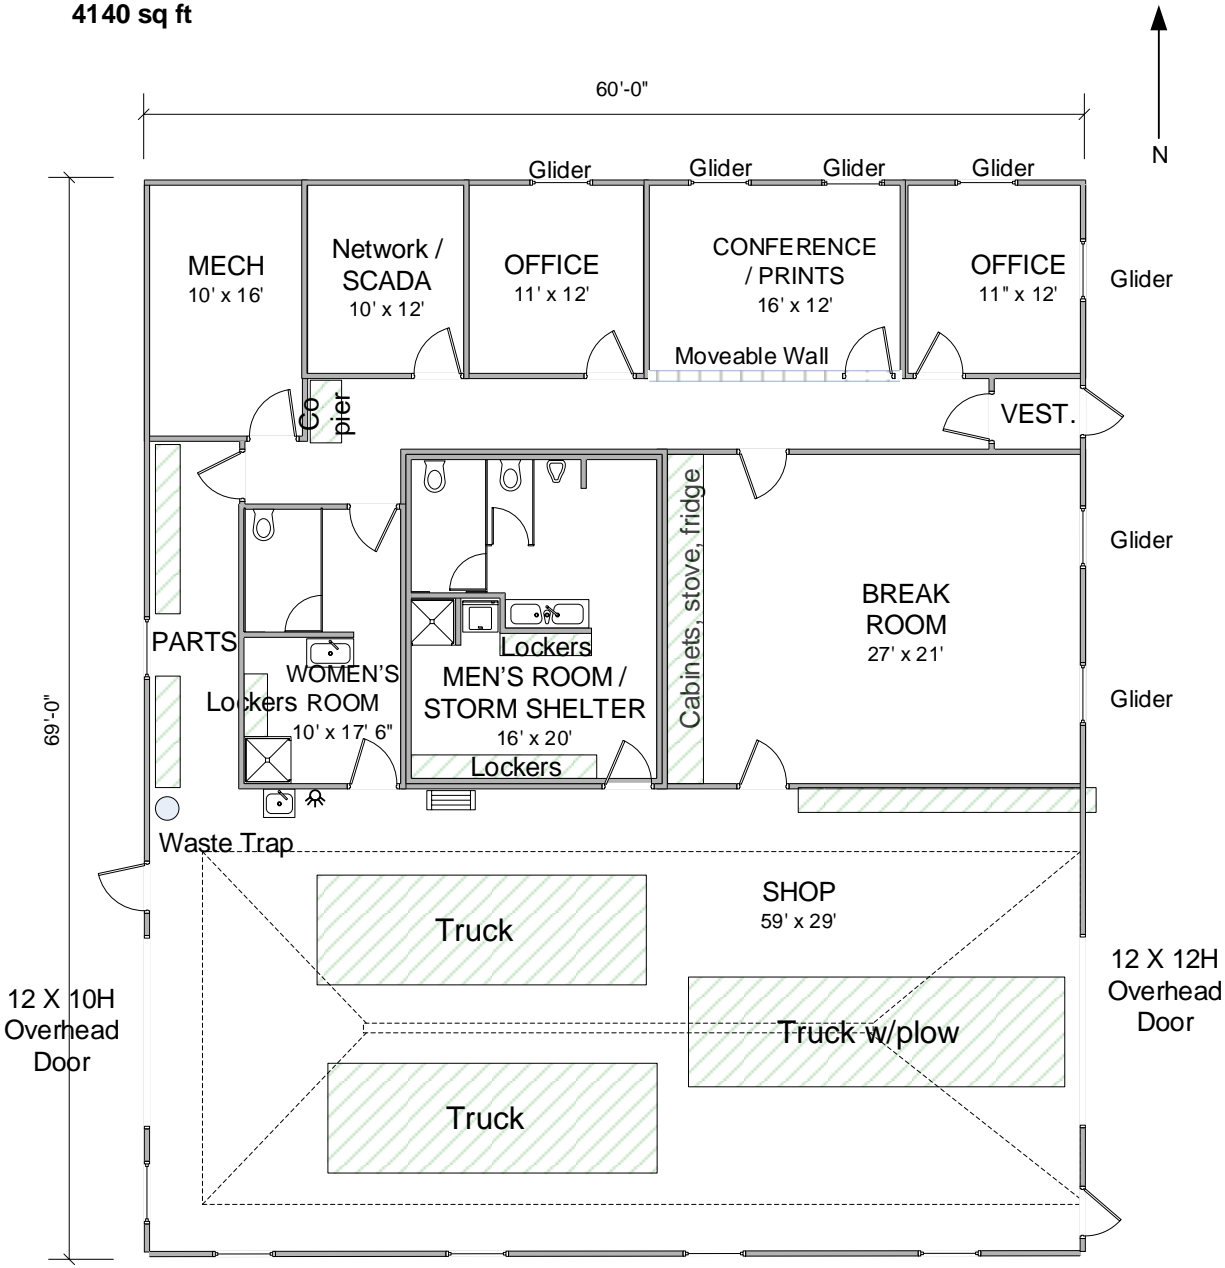 4140 sq ft
60'-0"
N
Glider
Glider
Glider
Glider
MECH
10' x 16'
Network /
SCADA
10' x 12'
OFFICE
11' x 12'
CONFERENCE
/ PRINTS
16' x 12'
OFFICE
11" x 12'
Glider
Moveable Wall
Co
pier
VEST.
Cabinets, stove, fridge
Glider
BREAK
ROOM
27' x 21'
PARTS
Lockers
WOMEN'S
ROOM
10' x 17' 6"
Lockers
MEN'S ROOM /
STORM SHELTER
16' x 20'
Lockers
Glider
69'-0"
Waste Trap
SHOP
59' x 29'
Truck
12 X 10H
Overhead
Door
12 X 12H
Overhead
Door
Truck w/plow
Truck